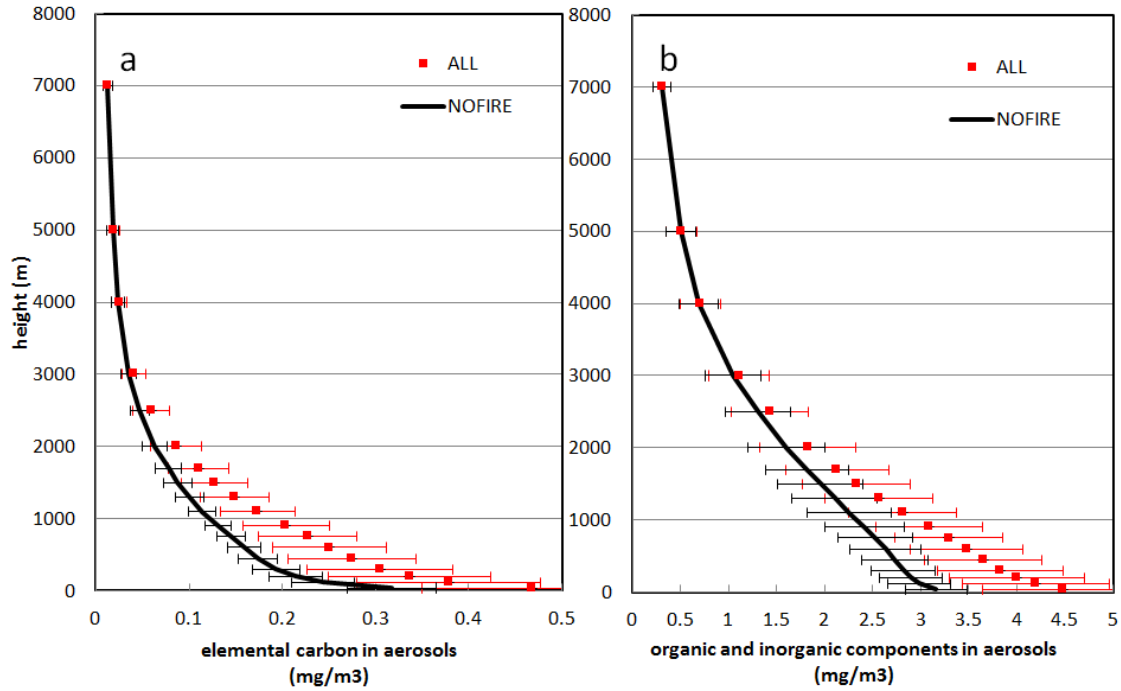 8000
7000
6000
5000
4000
3000
2000
1000
0
height (m)
a
ALL
NOFIRE
0 0.1 0.2 0.3 0.4 0.5
elemental carbon in aerosols
(mg/m3)
8000
7000
6000
5000
4000
3000
2000
1000
0
b
ALL
NOFIRE
0 0.5 1 1.5 2 2.5 3 3.5 4 4.5 5
organic and inorganic components in aerosols
(mg/m3)